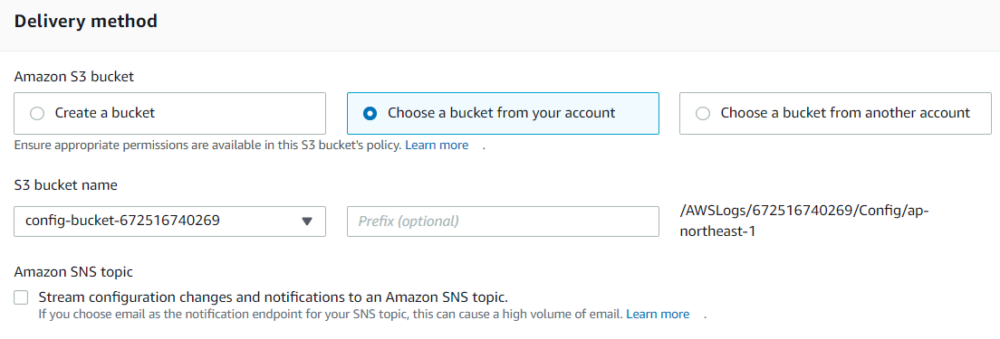 Delivery method
Amazon S3 bucket
Create a bucket
Choose a bucket from your account
Choose a bucket from another account
Ensure appropriate permissions are available in this S3 bucket's policy. Learn more .
S3 bucket name
config-bucket-672516740269
Prefix (optional)
/AWSLogs/672516740269/Config/ap-
northeast-1
Amazon SNS topic
Stream configuration changes and notifications to an Amazon SNS topic.
If you choose email as the notification endpoint for your SNS topic, this can cause a high volume of email. Learn more .